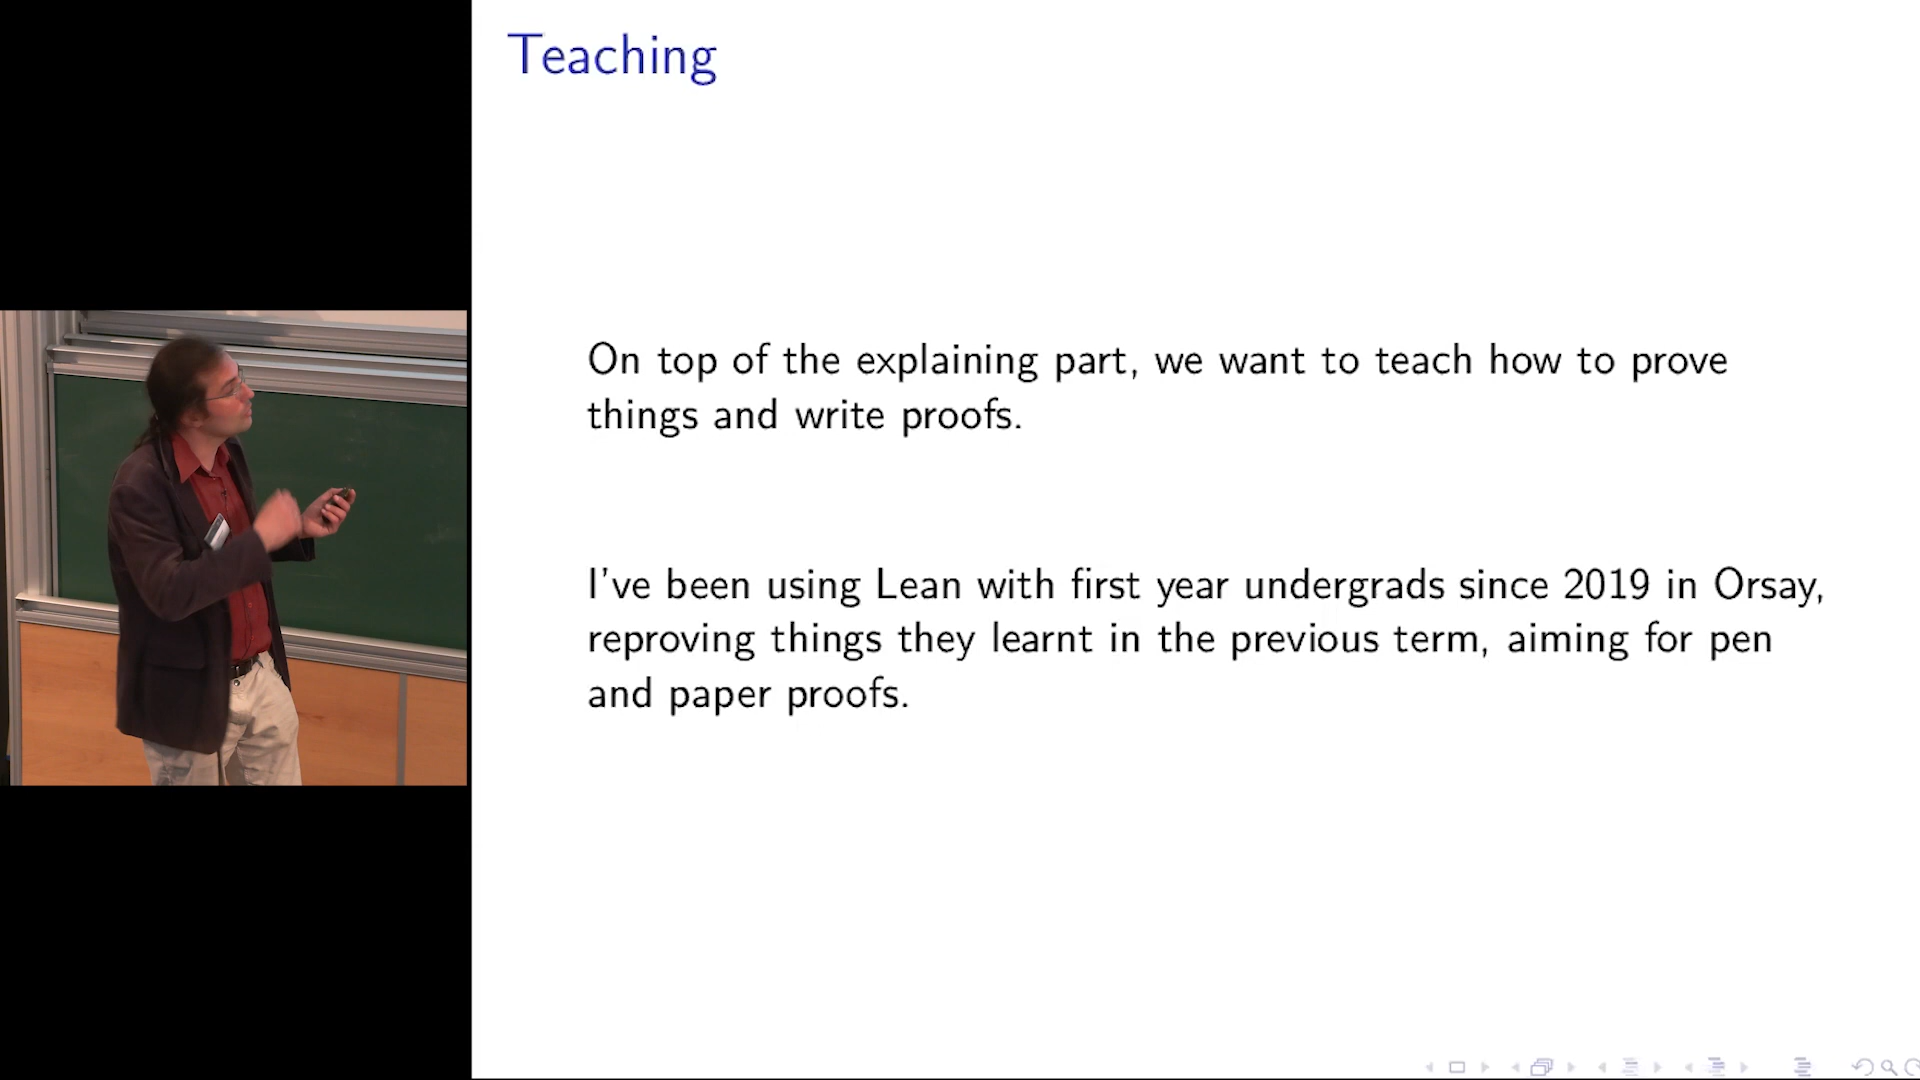 Teaching
On top of the explaining part, we want to teach how to prove
things and write proofs.
I've been using Lean with first year undergrads since 2019 in Orsay,
reproving things they learnt in the previous term, aiming for pen
and paper proofs.